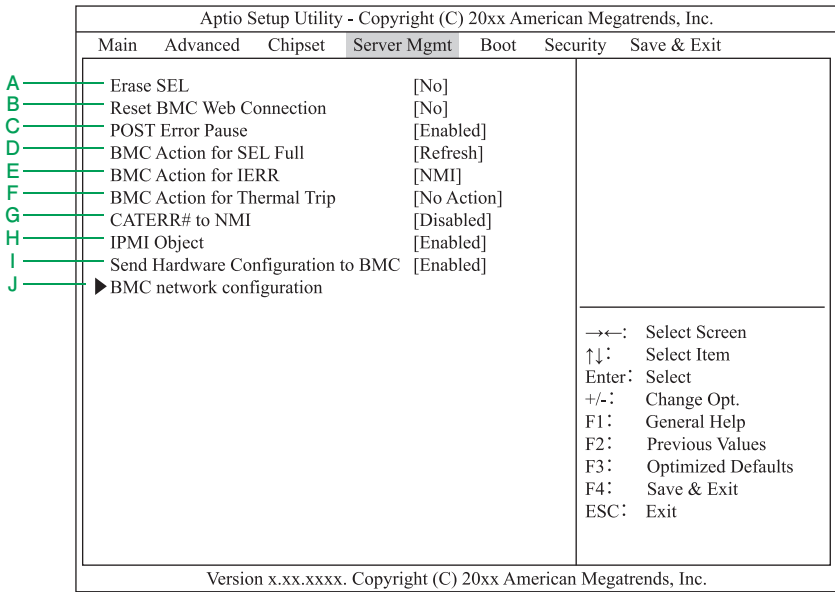 Aptio Setup Utility - Copyright (C) 20xx American Megatrends, Inc.
Main Advanced Chipset Server Mgmt Boot Security Save & Exit
A Erase SEL [No]
B Reset BMC Web Connection [No]
C POST Error Pause [Enabled]
D BMC Action for SEL Full [Refresh]
E BMC Action for IERR [NMI]
F BMC Action for Thermal Trip [No Action]
G CATERR# to NMI [Disabled]
H IPMI Object [Enabled]
I Send Hardware Configuration to BMC [Enabled]
J ▶BMC network configuration
→←: Select Screen
↑↓: Select Item
Enter: Select
+/-: Change Opt.
F1: General Help
F2: Previous Values
F3: Optimized Defaults
F4: Save & Exit
ESC: Exit
Version x.xx.xxxx. Copyright (C) 20xx American Megatrends, Inc.